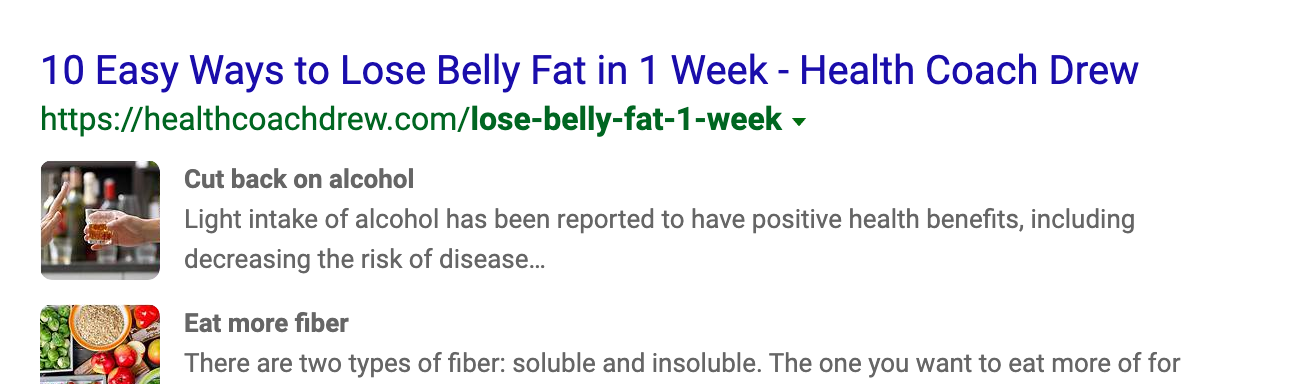 10 Easy Ways to Lose Belly Fat in 1 Week - Health Coach Drew
https://healthcoachdrew.com/lose-belly-fat-1-week
Cut back on alcohol
Light intake of alcohol has been reported to have positive health benefits, including
decreasing the risk of disease...
Eat more fiber
There are two types of fiber: soluble and insoluble. The one you want to eat more of for